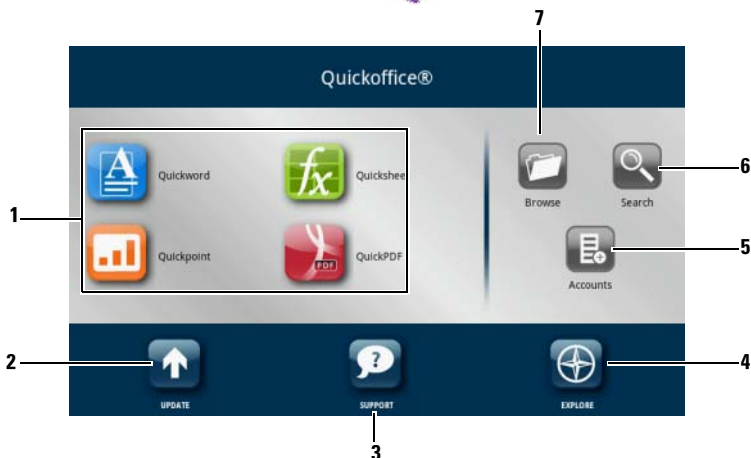 7
Quickoffice®
Quickword
Quickshee
Browse
Search
6
1
Quickpoint
PDF
QuickPDF
Accounts
5
2
4
UPDATE
SUPPORT
EXPLORE
3
A
fx
?